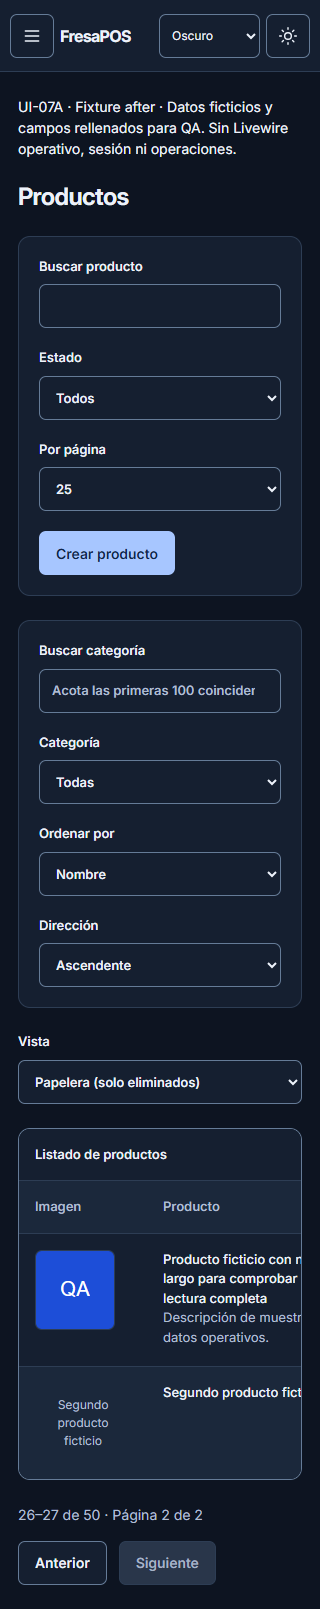 FresaPOS
Oscuro
UI-07A · Fixture after · Datos ficticios y
campos rellenados para QA. Sin Livewire
operativo, sesión ni operaciones.
Productos
Buscar producto
Estado
Todos
Por página
25
Crear producto
Buscar categoría
Acota las primeras 100 coinciden
Categoría
Todas
Ordenar por
Nombre
Dirección
Ascendente
Vista
Papelera (solo eliminados)
Listado de productos
Imagen Producto
QA
Producto ficticio con n
largo para comprobar
lectura completa
Descripción de muestr
datos operativos.
Segundo
producto
ficticio
Segundo producto fict
26–27 de 50 · Página 2 de 2
Anterior Siguiente